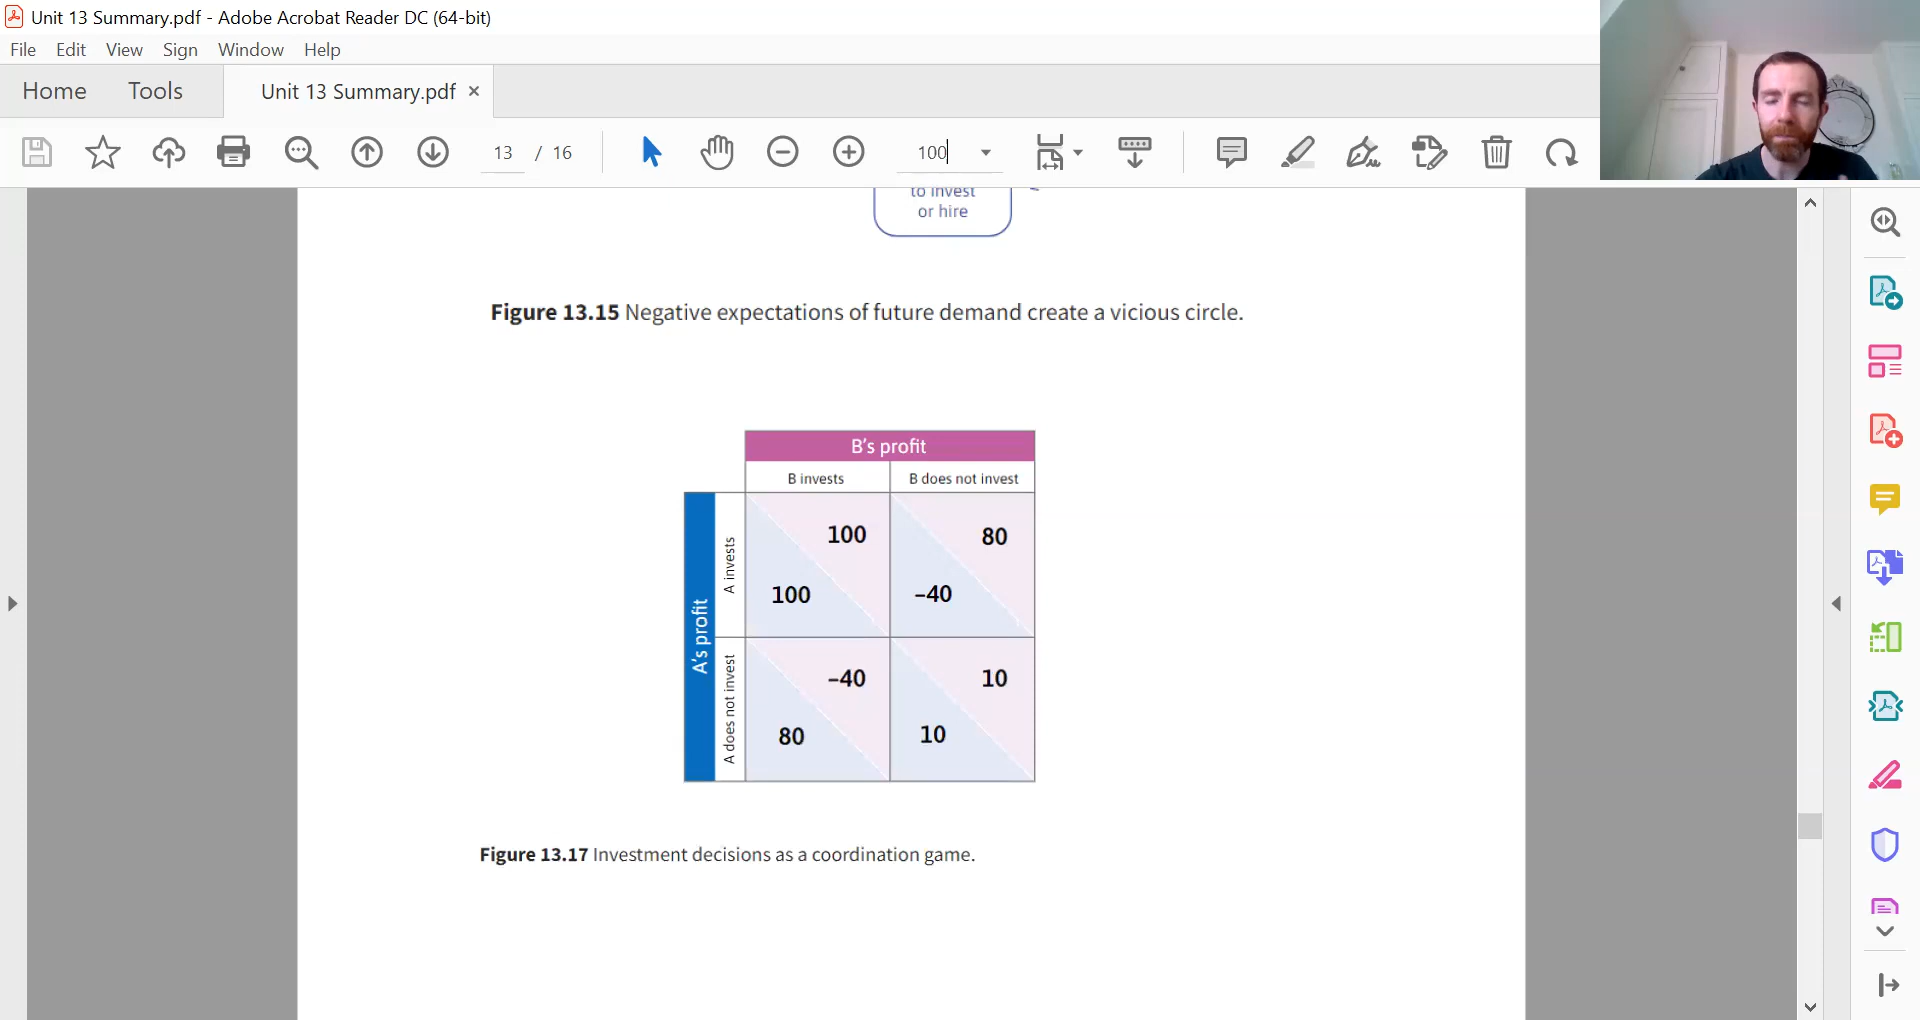 Unit 13 Summary.pdf - Adobe Acrobat Reader DC (64-bit)
File Edit View Sign Window Help
Home Tools Unit 13 Summary.pdf ×
13 / 16 100
to invest
or hire
Figure 13.15 Negative expectations of future demand create a vicious circle.
B's profit
B invests B does not invest
A's profit
A invests
100 80
100 –40
A does not invest
–40 10
80 10
Figure 13.17 Investment decisions as a coordination game.